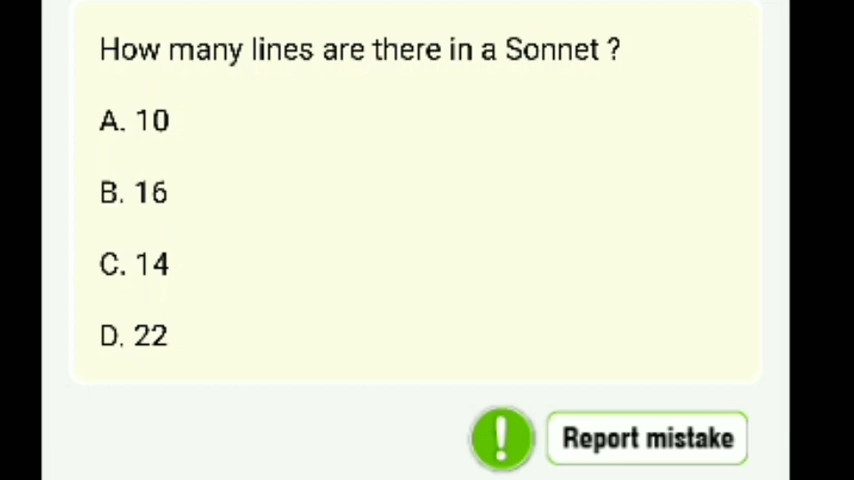 How many lines are there in a Sonnet ?
A. 10
B. 16
C. 14
D. 22
Report mistake